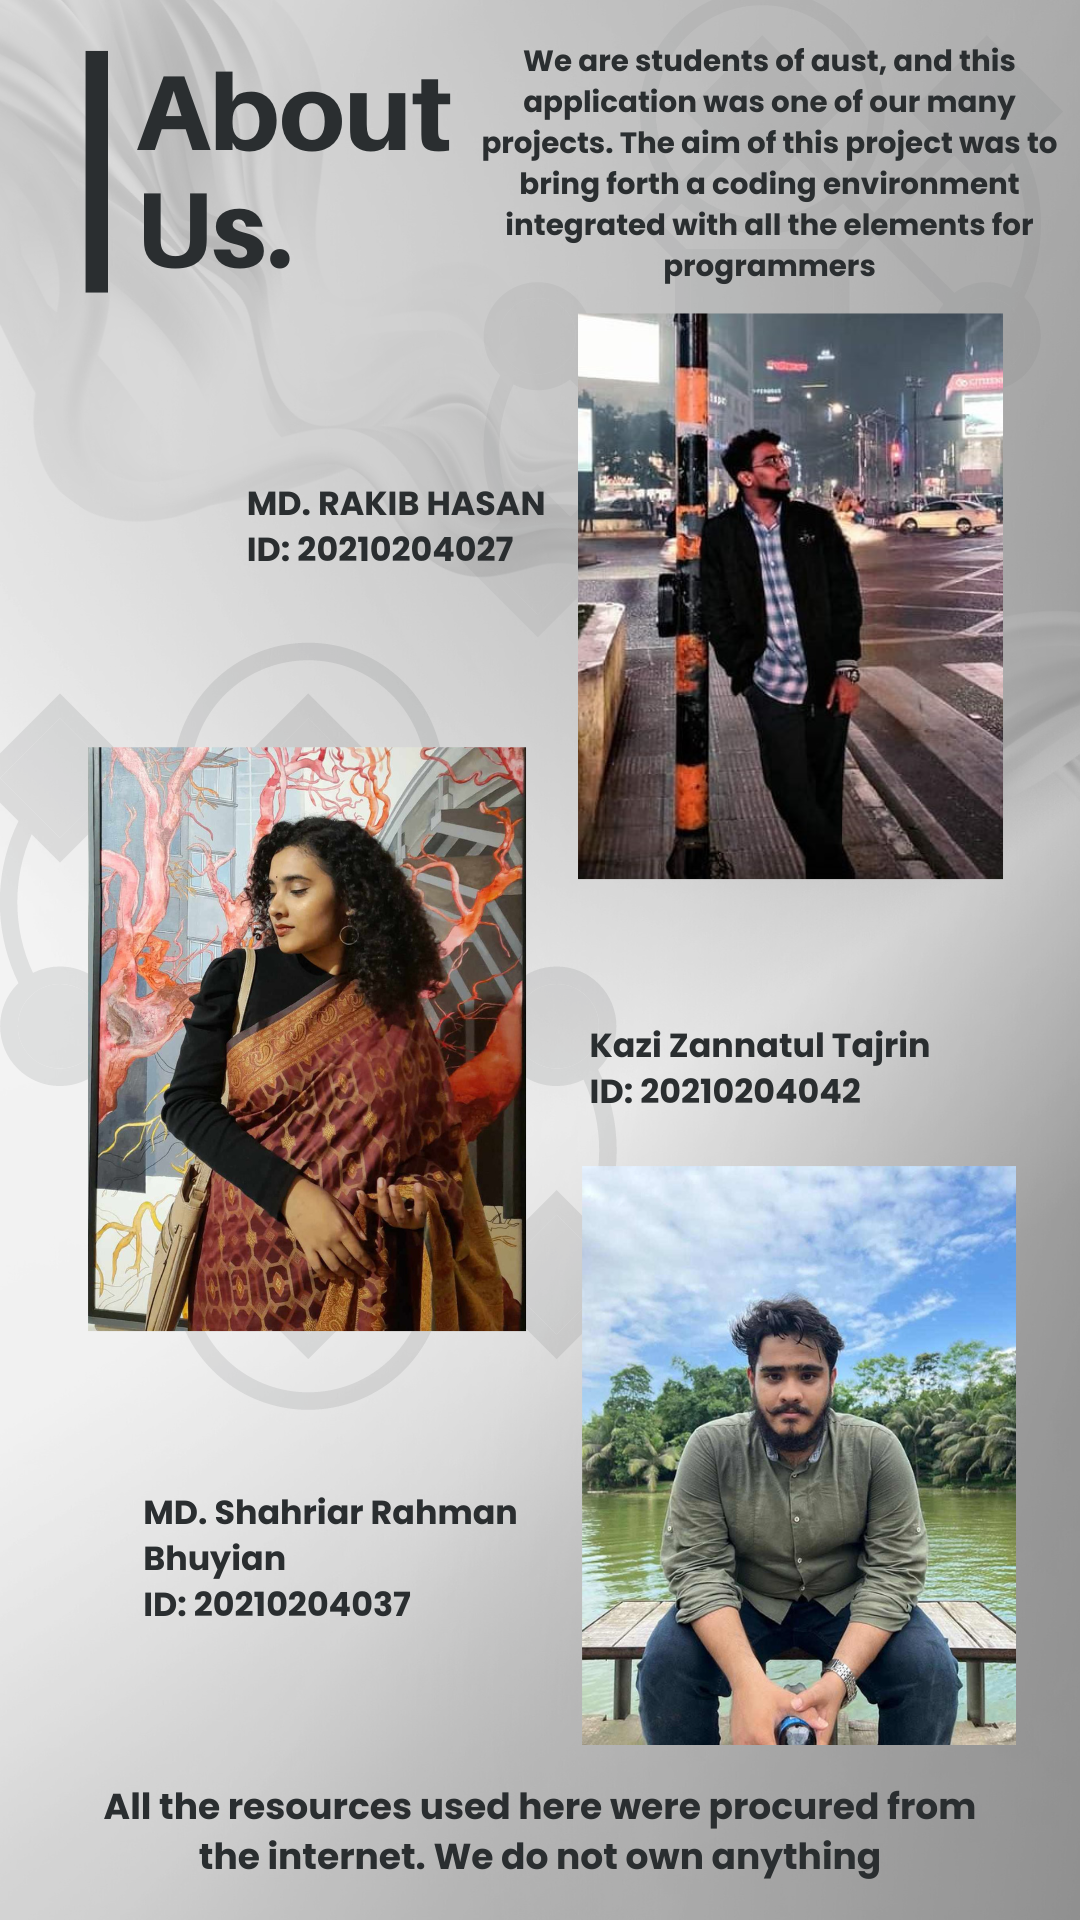 About
Us.
We are students of aust, and this
application was one of our many
projects. The aim of this project was to
bring forth a coding environment
integrated with all the elements for
programmers
CITIZEN
MD. RAKIB HASAN
ID: 20210204027
Kazi Zannatul Tajrin
ID: 20210204042
MD. Shahriar Rahman
Bhuyian
ID: 20210204037
All the resources used here were procured from
the internet. We do not own anything